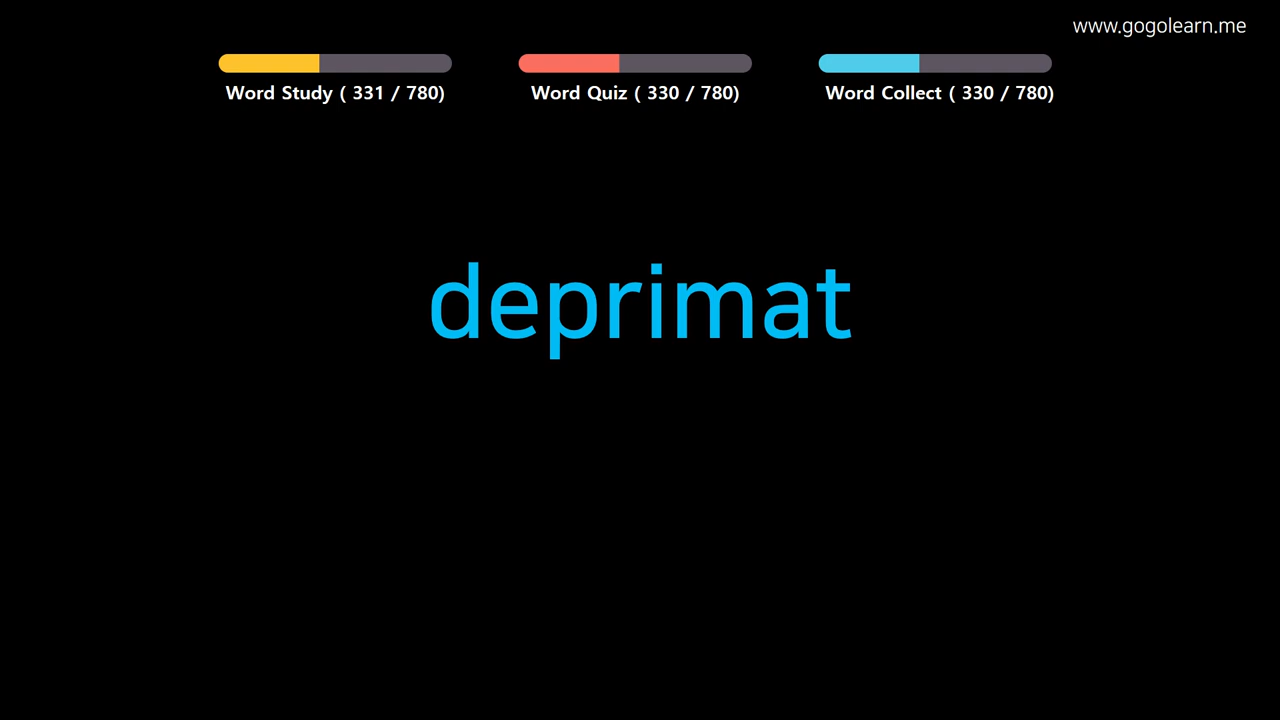 www.gogolearn.me
Word Study ( 331 / 780)
Word Quiz ( 330 / 780)
Word Collect ( 330 / 780)
deprimat